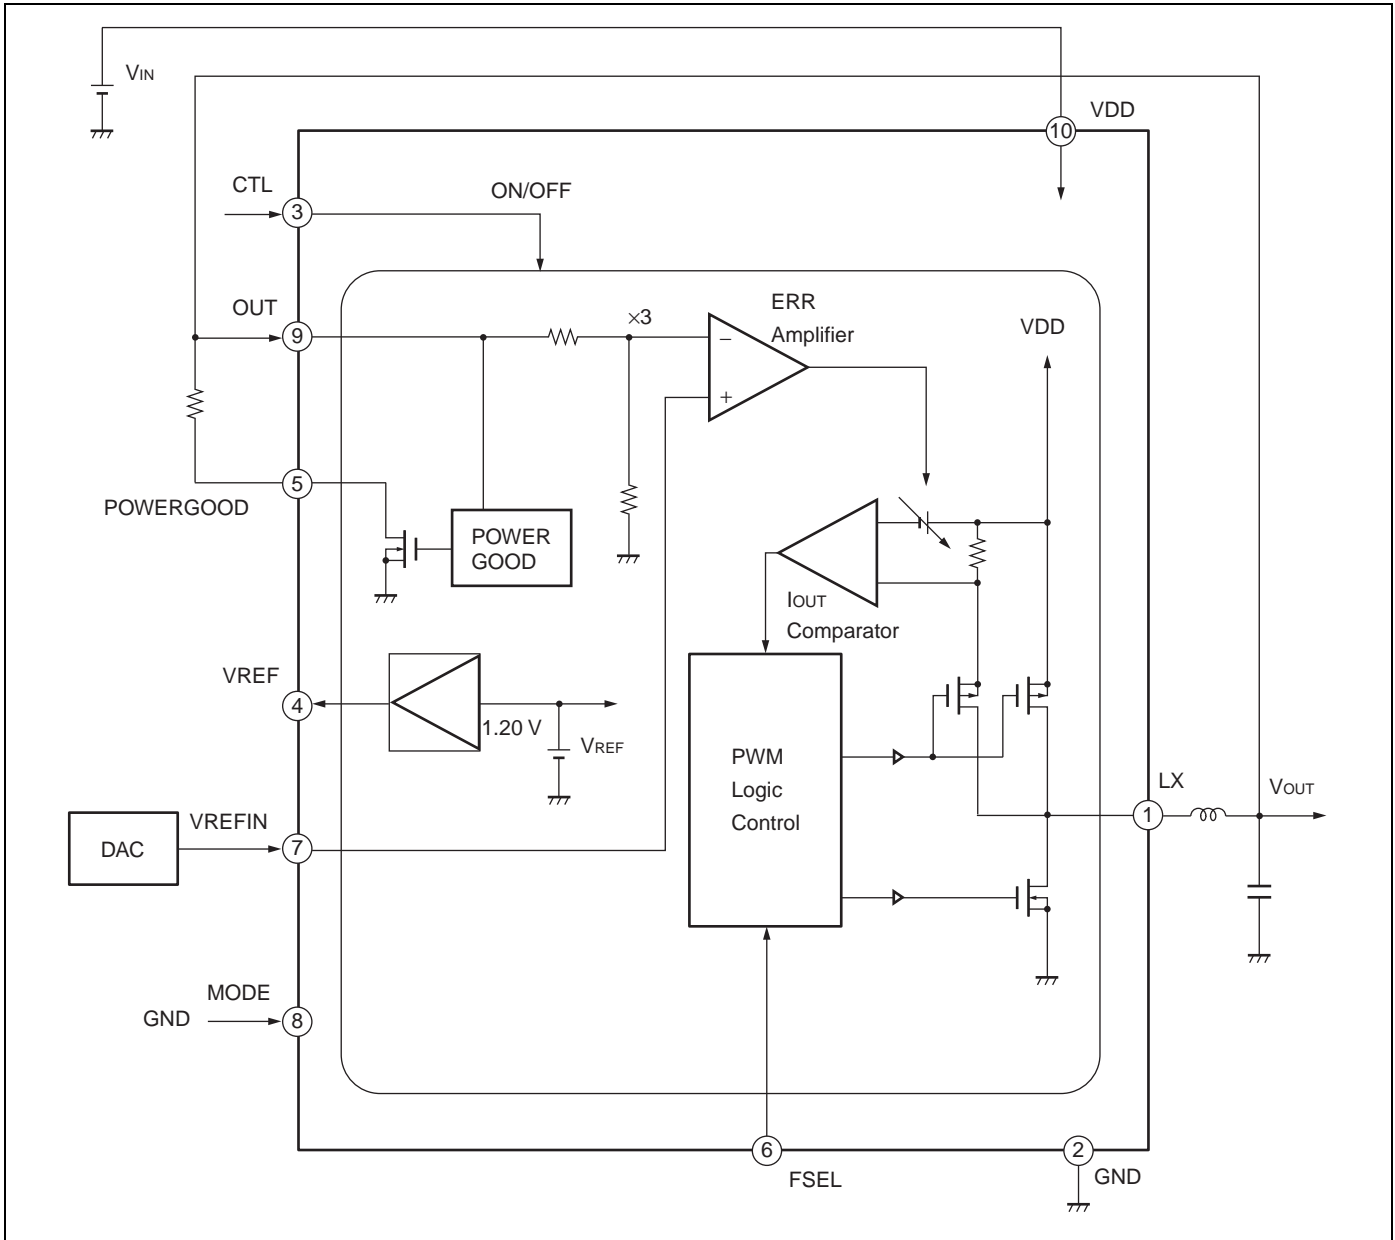 VIN
VDD
10
CTL
3
ON/OFF
OUT
9
×3
ERR
Amplifier
−
+
VDD
5
POWERGOOD
POWER
GOOD
IOUT
Comparator
VREF
4
1.20 V
VREF
PWM
Logic
Control
LX
1
VOUT
DAC
VREFIN
7
MODE
GND
8
6
FSEL
2
GND